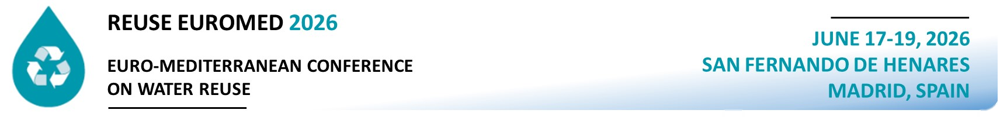 REUSE EUROMED 2026
EURO-MEDITERRANEAN CONFERENCE
ON WATER REUSE
JUNE 17-19, 2026
SAN FERNANDO DE HENARES
MADRID, SPAIN